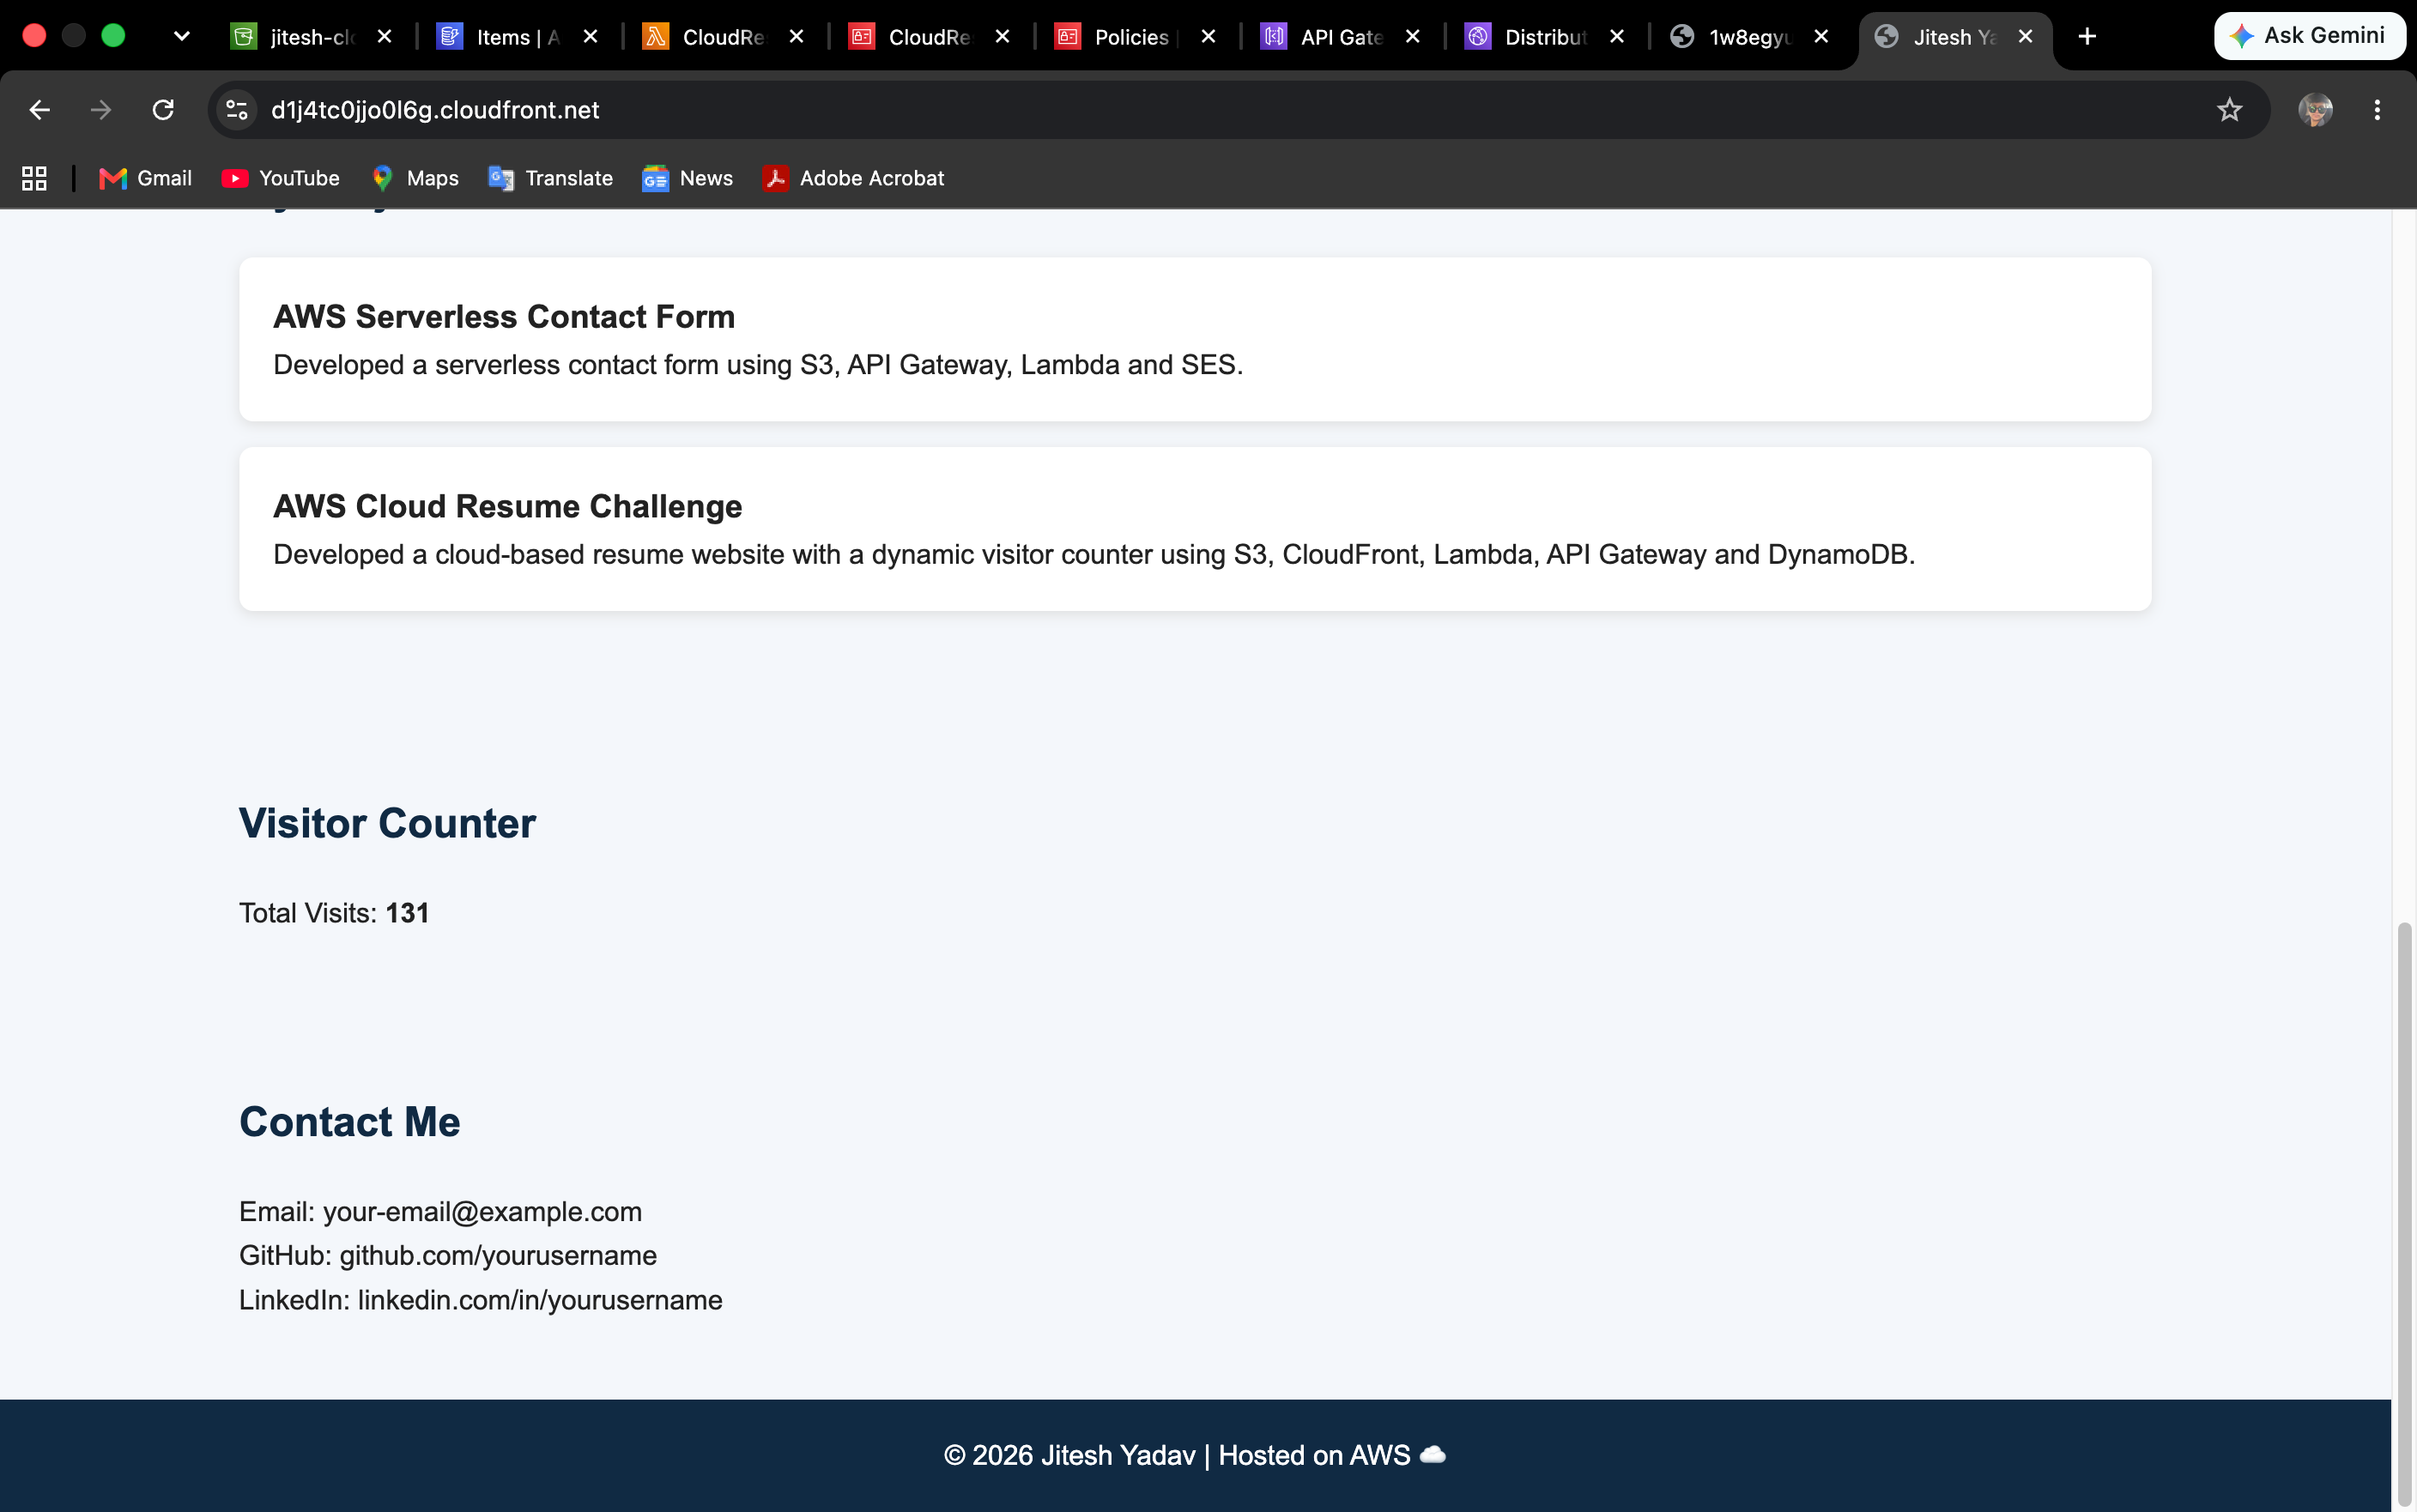 jitesh-clo
Items | A
CloudRe
CloudRe
Policies |
API Gate
Distribut
1w8egyu
Jitesh Ya
Ask Gemini
d1j4tc0jjo0l6g.cloudfront.net
Gmail
YouTube
Maps
Translate
News
Adobe Acrobat
AWS Serverless Contact Form
Developed a serverless contact form using S3, API Gateway, Lambda and SES.
AWS Cloud Resume Challenge
Developed a cloud-based resume website with a dynamic visitor counter using S3, CloudFront, Lambda, API Gateway and DynamoDB.
Visitor Counter
Total Visits: 131
Contact Me
Email: your-email@example.com
GitHub: github.com/yourusername
LinkedIn: linkedin.com/in/yourusername
© 2026 Jitesh Yadav | Hosted on AWS ☁️